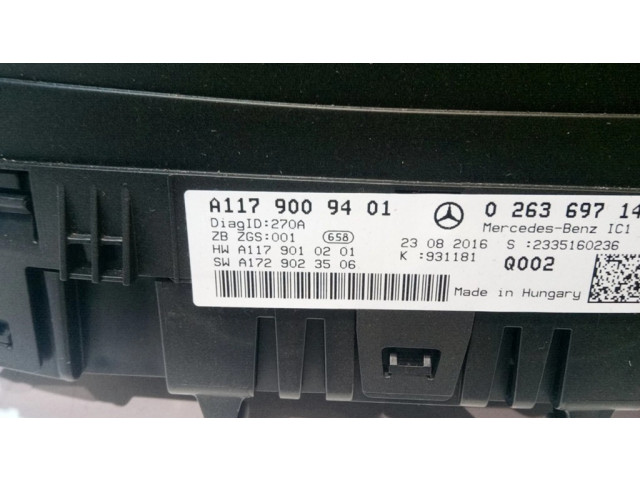 A117 900 94 01
0 263 697 14
DiagID:270A
Mercedes-Benz IC1
ZB ZGS:001
658
23 08 2016 S :2335160236
HW A117 901 02 01
K :931181
Q002
SW A172 902 35 06
Made in Hungary